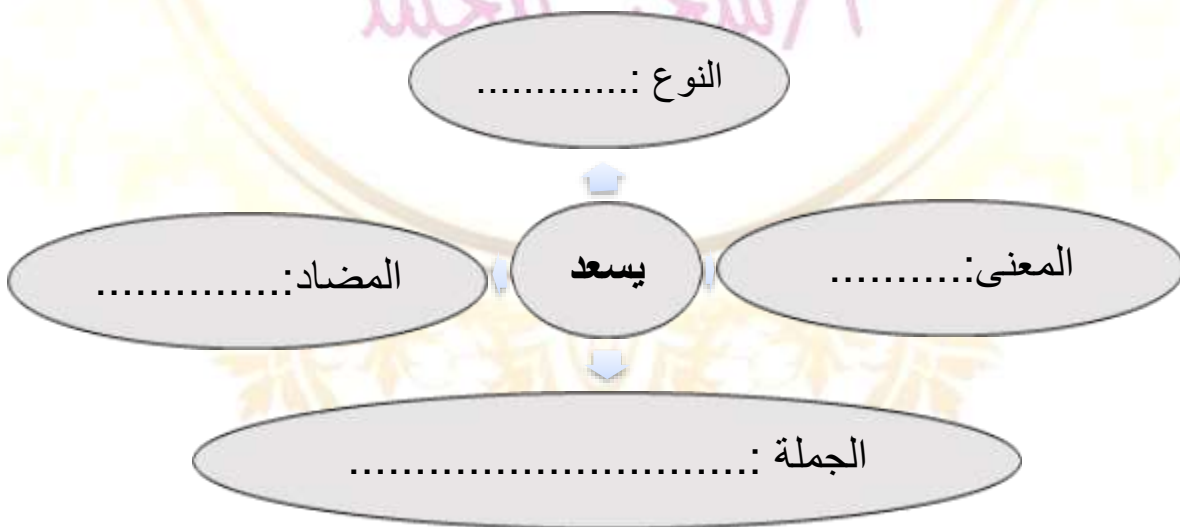 النوع :.............
المعنى:...........
يسعد
المضاد:...............
الجملة :..............................